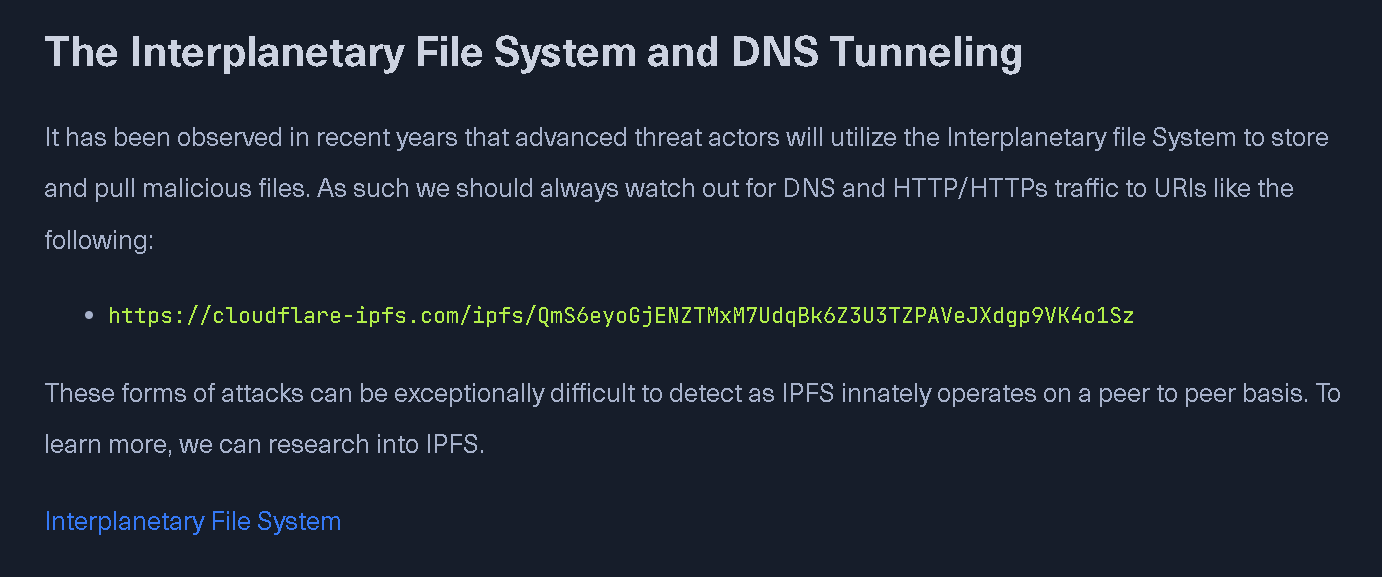 The Interplanetary File System and DNS Tunneling
It has been observed in recent years that advanced threat actors will utilize the Interplanetary file System to store
and pull malicious files. As such we should always watch out for DNS and HTTP/HTTPs traffic to URIs like the
following:
• https://cloudflare-ipfs.com/ipfs/QmS6eyoGjENZTMxM7UdqBk6Z3U3TZPAVeJXdgp9VK4o1Sz
These forms of attacks can be exceptionally difficult to detect as IPFS innately operates on a peer to peer basis. To
learn more, we can research into IPFS.
Interplanetary File System